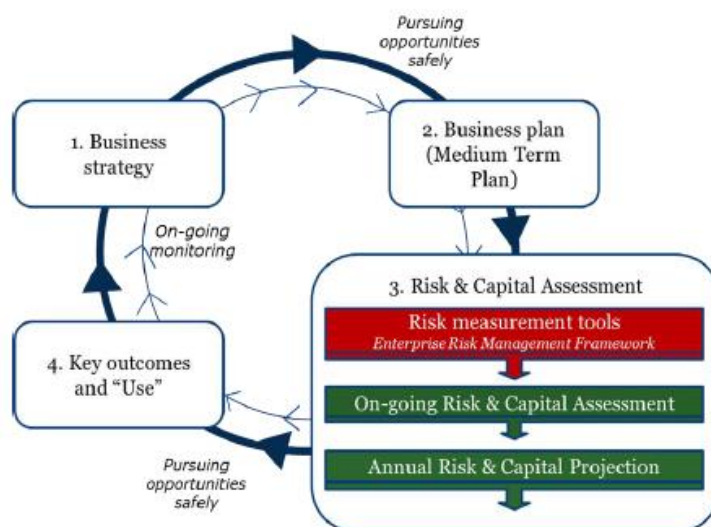 Pursuing
opportunities
safely
1. Business
strategy
2. Business plan
(Medium Term
Plan)
On-going
monitoring
3. Risk & Capital Assessment
Risk measurement tools
Enterprise Risk Management Framework
4. Key outcomes
and “Use”
On-going Risk & Capital Assessment
Annual Risk & Capital Projection
Pursuing
opportunities
safely